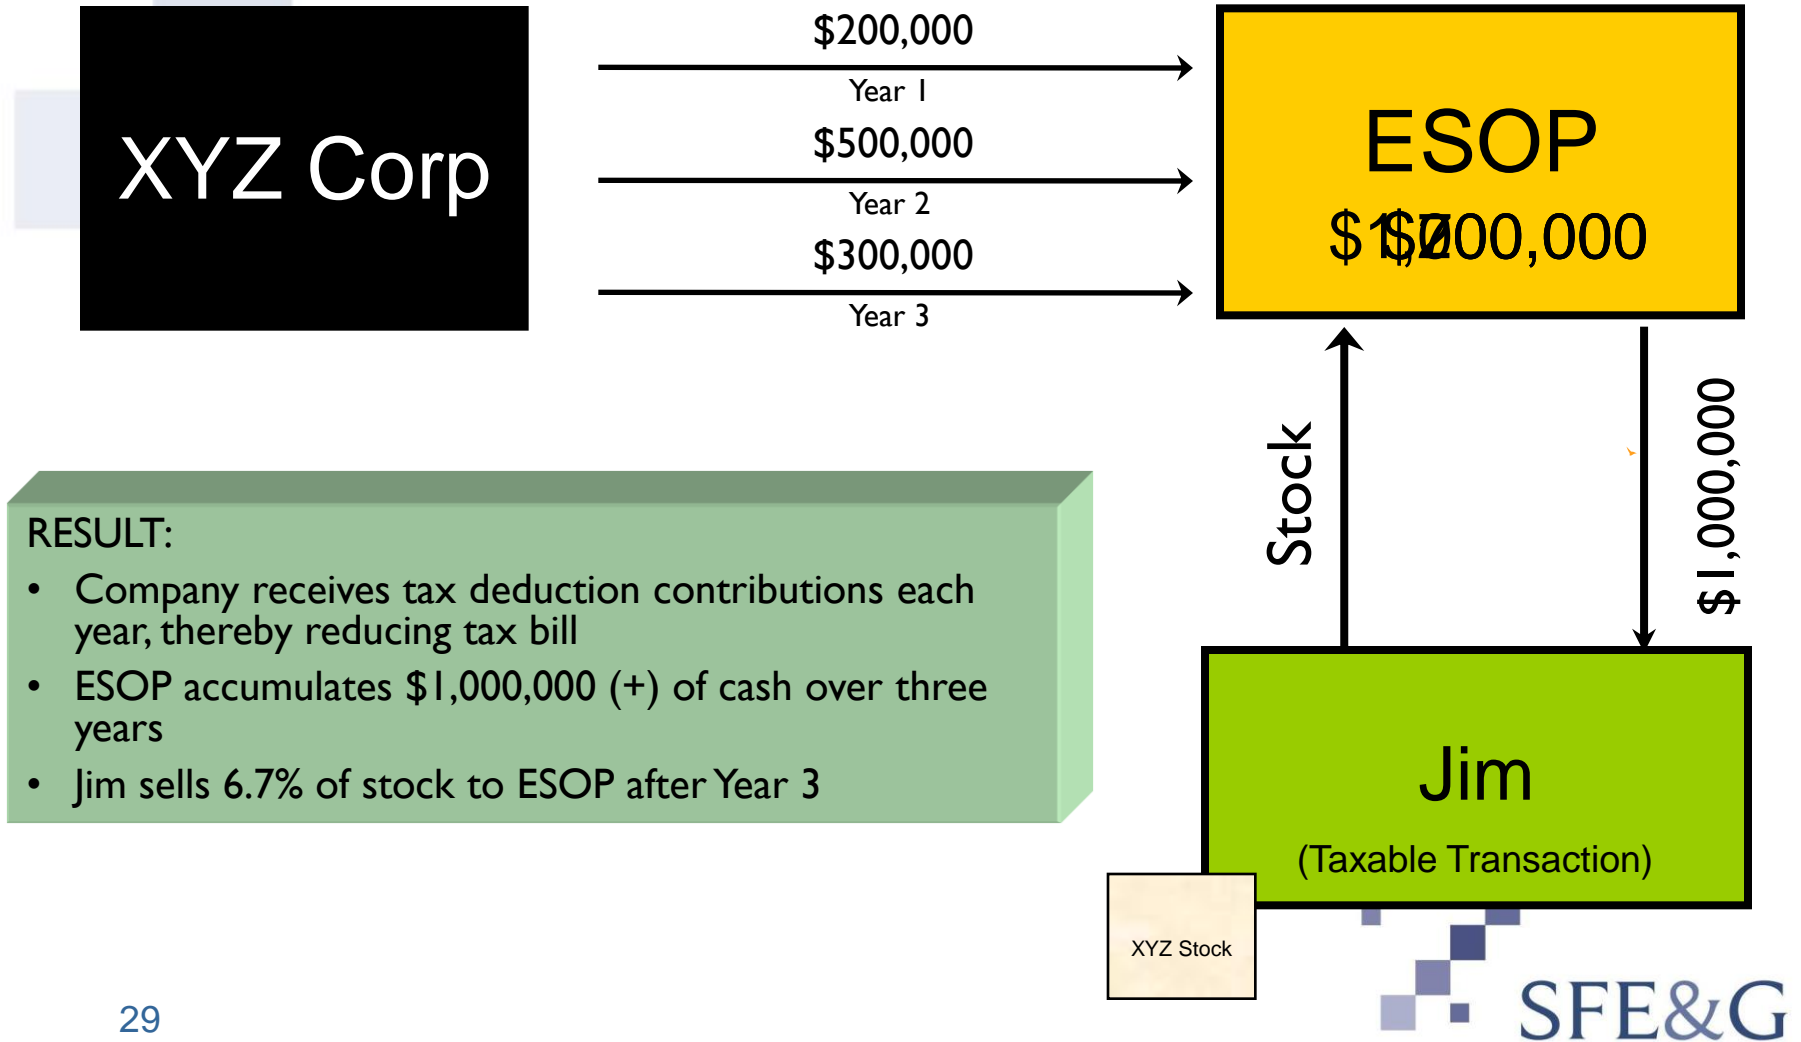 XYZ Corp
$200,000
Year 1
$500,000
Year 2
$300,000
Year 3
ESOP
Stock
$1,000,000
RESULT:
• Company receives tax deduction contributions each
year, thereby reducing tax bill
• ESOP accumulates $1,000,000 (+) of cash over three
years
• Jim sells 6.7% of stock to ESOP after Year 3
Jim
(Taxable Transaction)
XYZ Stock
29
SFE&G